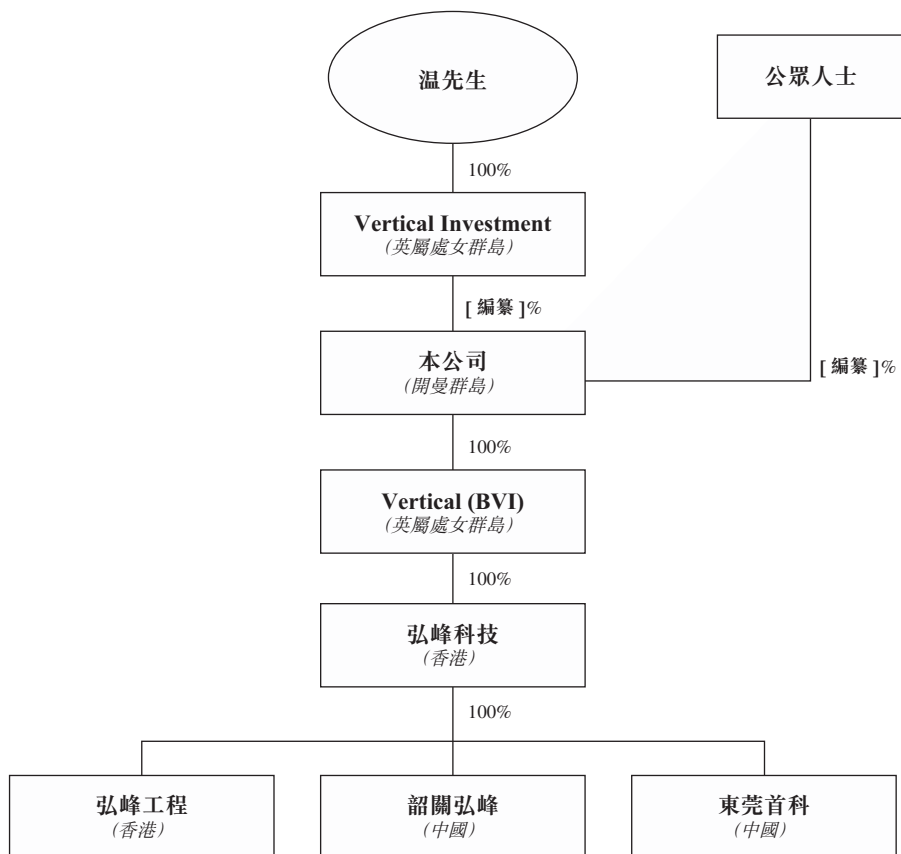 温先生
公眾人士
100%
Vertical Investment
（英屬處女群島）
[ 編纂 ]%
本公司
（開曼群島）
[ 編纂 ]%
100%
Vertical (BVI)
（英屬處女群島）
100%
弘峰科技
（香港）
100%
弘峰工程
（香港）
韶關弘峰
（中國）
東莞首科
（中國）